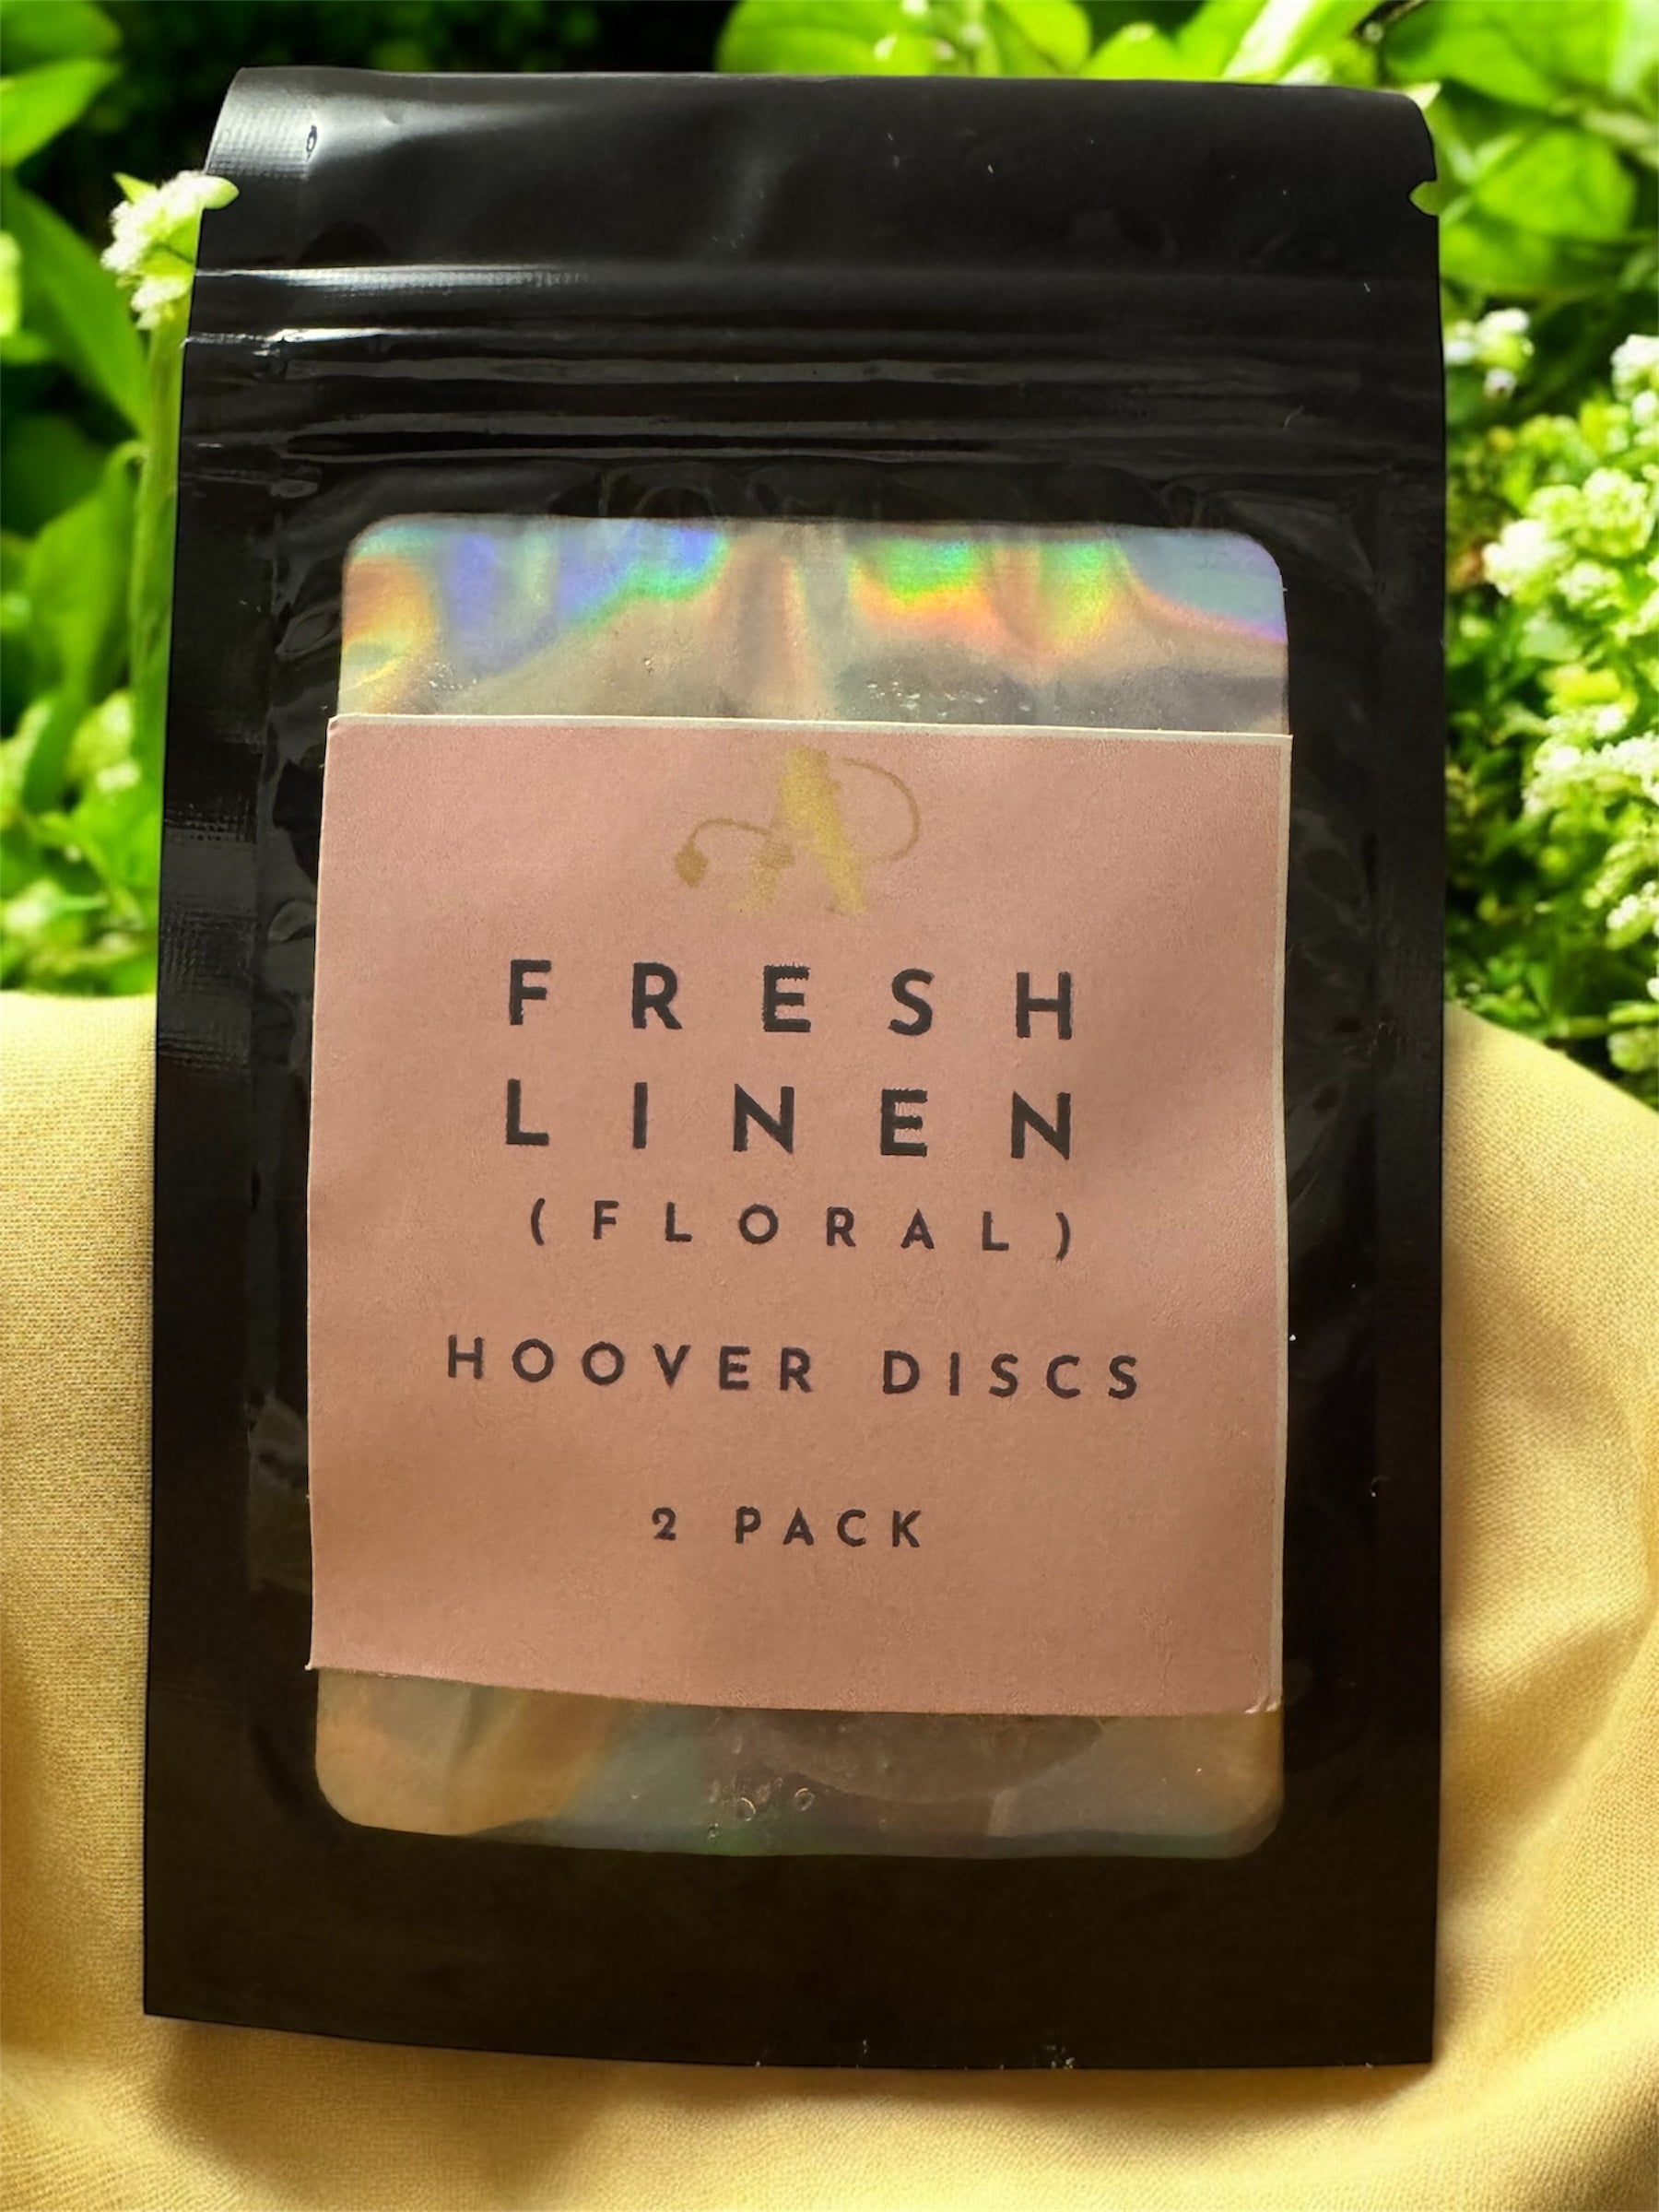 FRESH
LINEN
(FLORAL)
HOOVER DISCS
2 PACK